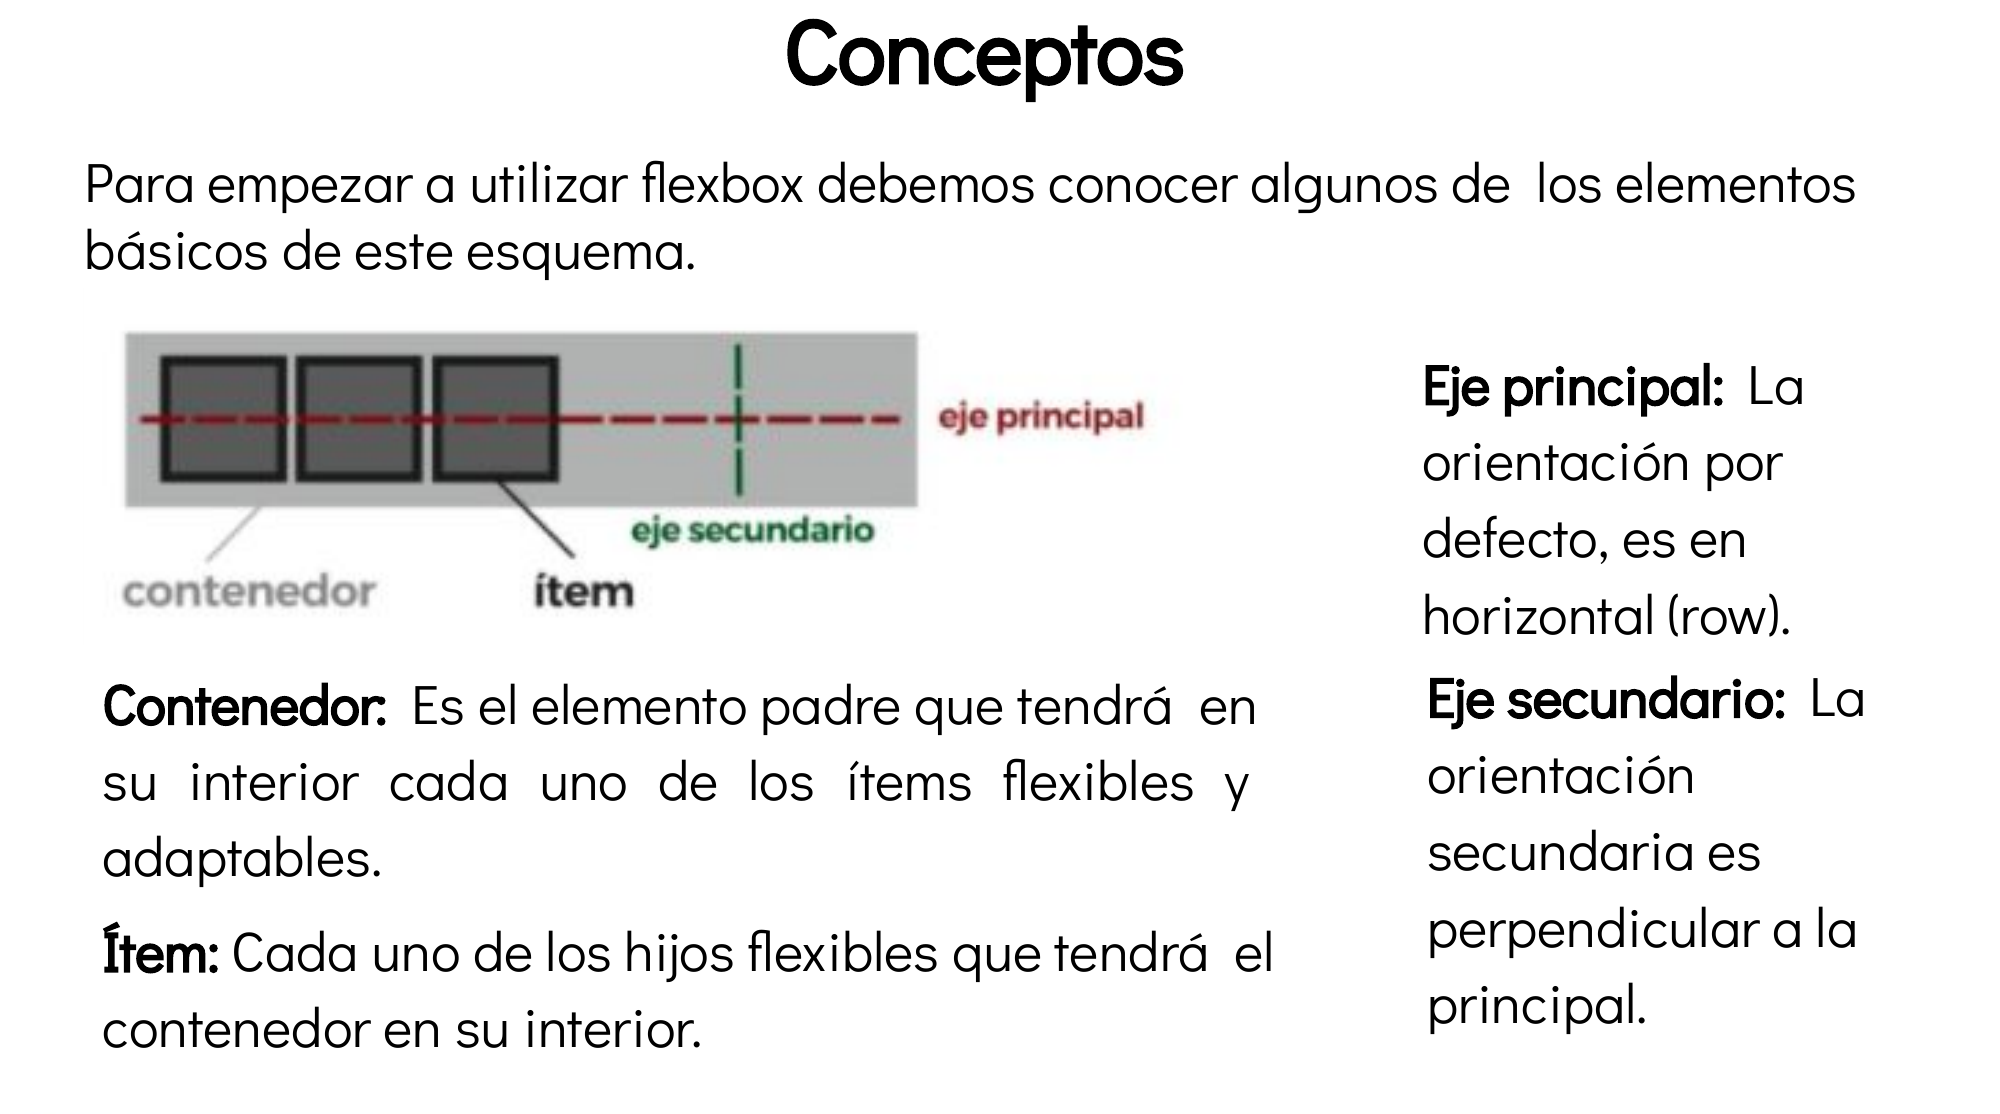 Conceptos
Para empezar a utilizar flexbox debemos conocer algunos de los elementos
básicos de este esquema.
eje principal
eje secundario
contenedor
ítem
Contenedor: Es el elemento padre que tendrá en
su interior cada uno de los ítems flexibles y
adaptables.
Ítem: Cada uno de los hijos flexibles que tendrá el
contenedor en su interior.
Eje principal: La
orientación por
defecto, es en
horizontal (row).
Eje secundario: La
orientación
secundaria es
perpendicular a la
principal.